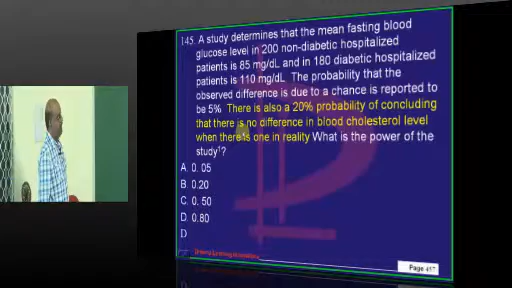 145. A study determines that the mean fasting blood
glucose level in 200 non-diabetic hospitalized
patients is 85 mg/dL and in 180 diabetic hospitalized
patients is 110 mg/dL The probability that the
observed difference is due to a chance is reported to
be 5% There is also a 20% probability of concluding
that there is no difference in blood cholesterol level
when there is one in reality What is the power of the
study¹?
A. 0. 05
B. 0.20
C. 0. 50
D. 0.80
D
Page 417